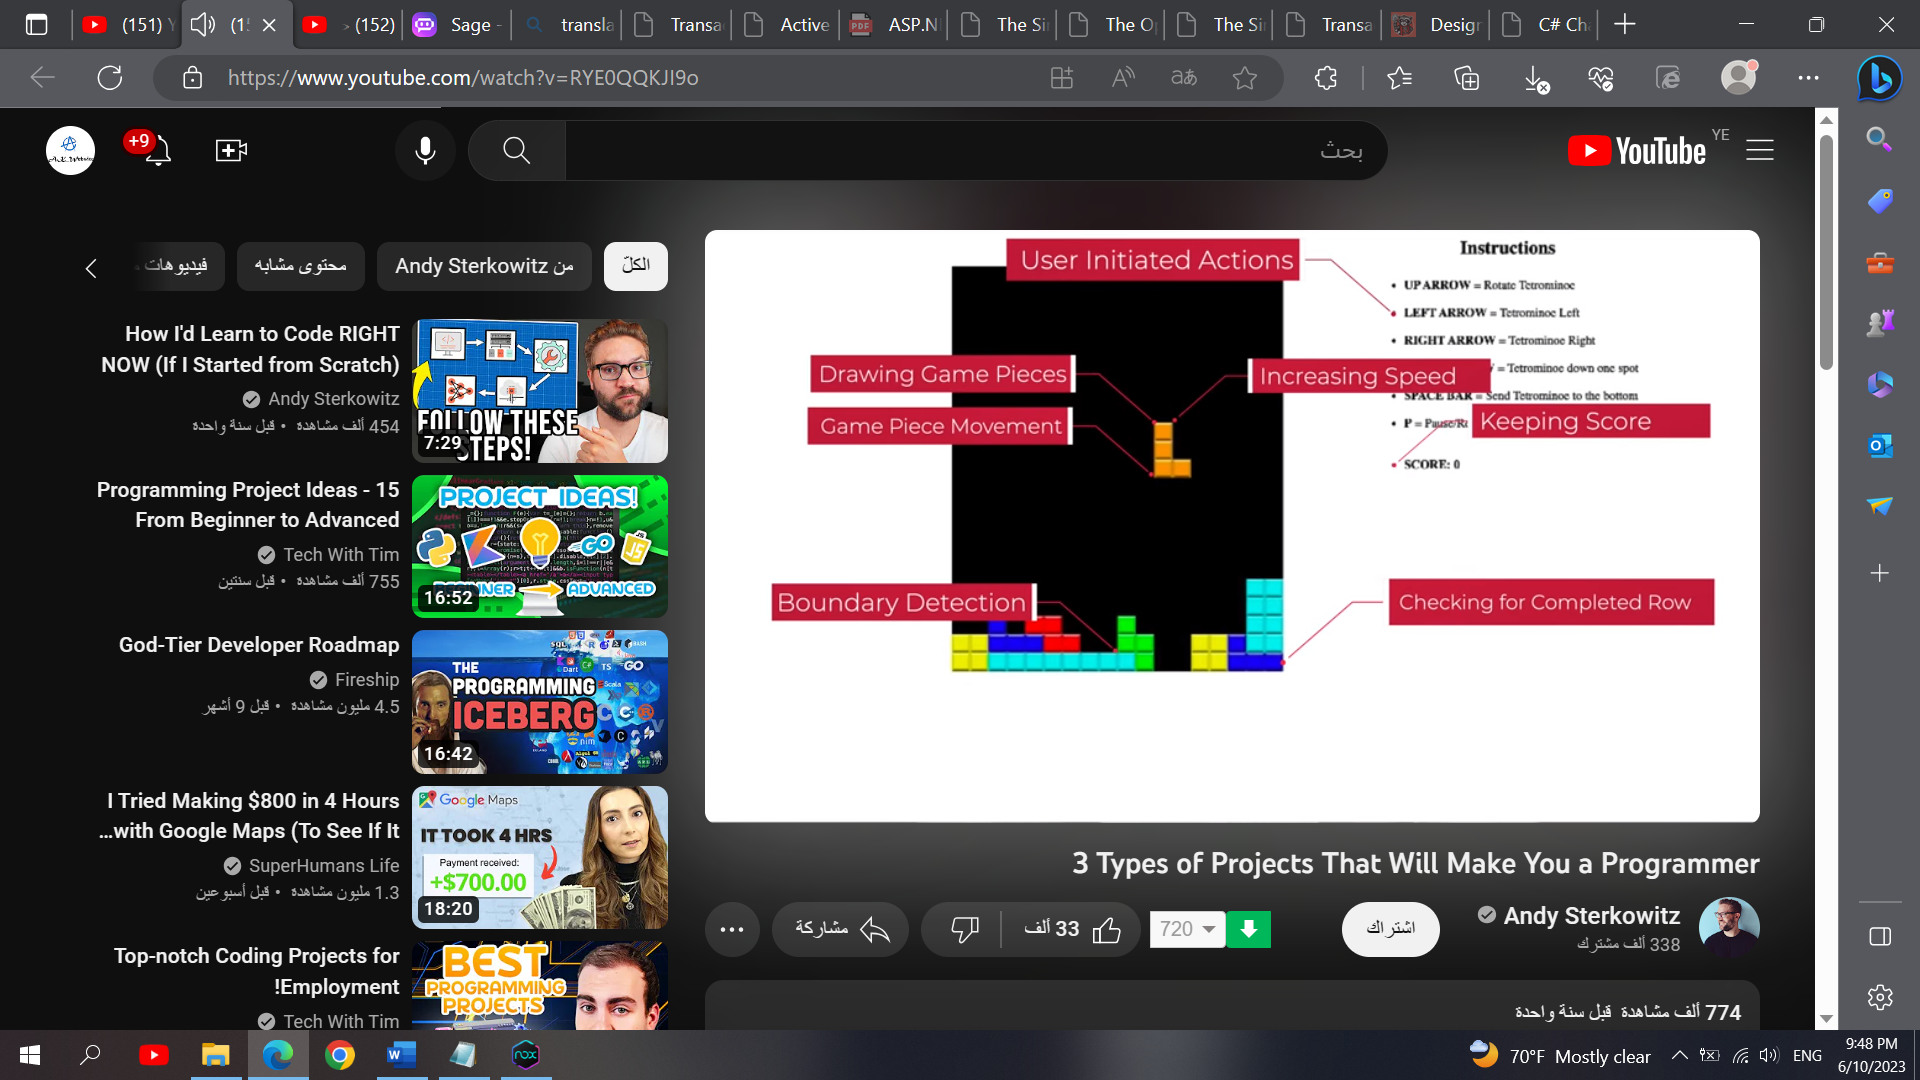 (151)
(15
(152)
Sage -
transla
Transa
Active
ASP.N
The Si
The O
The Si
Transa
Design
C# Ch
https://www.youtube.com/watch?v=RYE0QQKJI9o
+9
بحث
YouTube
YE
الكلّ
من Andy Sterkowitz
محتوى مشابه
فيديوهات
How I'd Learn to Code RIGHT
NOW (If I Started from Scratch)
Andy Sterkowitz
454 ألف مشاهدة • قبل سنة واحدة
FOLLOW THESE
STEPS!
7:29
Programming Project Ideas - 15
From Beginner to Advanced
Tech With Tim
755 ألف مشاهدة • قبل سنتين
PROJECT IDEAS!
GO
JS
ADVANCED
16:52
God-Tier Developer Roadmap
Fireship
4.5 مليون مشاهدة • قبل 9 أشهر
THE
PROGRAMMING
ICEBERG
16:42
I Tried Making $800 in 4 Hours
...with Google Maps (To See If It
SuperHumans Life
1.3 مليون مشاهدة • قبل أسبوعين
Google Maps
IT TOOK 4 HRS
Payment received:
+$700.00
18:20
Top-notch Coding Projects for
!Employment
Tech With Tim
BEST
PROGRAMMING
PROJECTS
User Initiated Actions
Drawing Game Pieces
Game Piece Movement
Boundary Detection
Increasing Speed
Keeping Score
Checking for Completed Row
Instructions
• UP ARROW = Rotate Tetrominoe
• LEFT ARROW = Tetrominoe Left
• RIGHT ARROW = Tetrominoe Right
= Tetrominoe down one spot
• SPACE BAR = Send Tetrominoe to the bottom
• P = Pause/Re
• SCORE: 0
3 Types of Projects That Will Make You a Programmer
Andy Sterkowitz
338 ألف مشترك
اشتراك
720
33 ألف
مشاركة
774 ألف مشاهدة قبل سنة واحدة
70°F Mostly clear
ENG
9:48 PM
6/10/2023